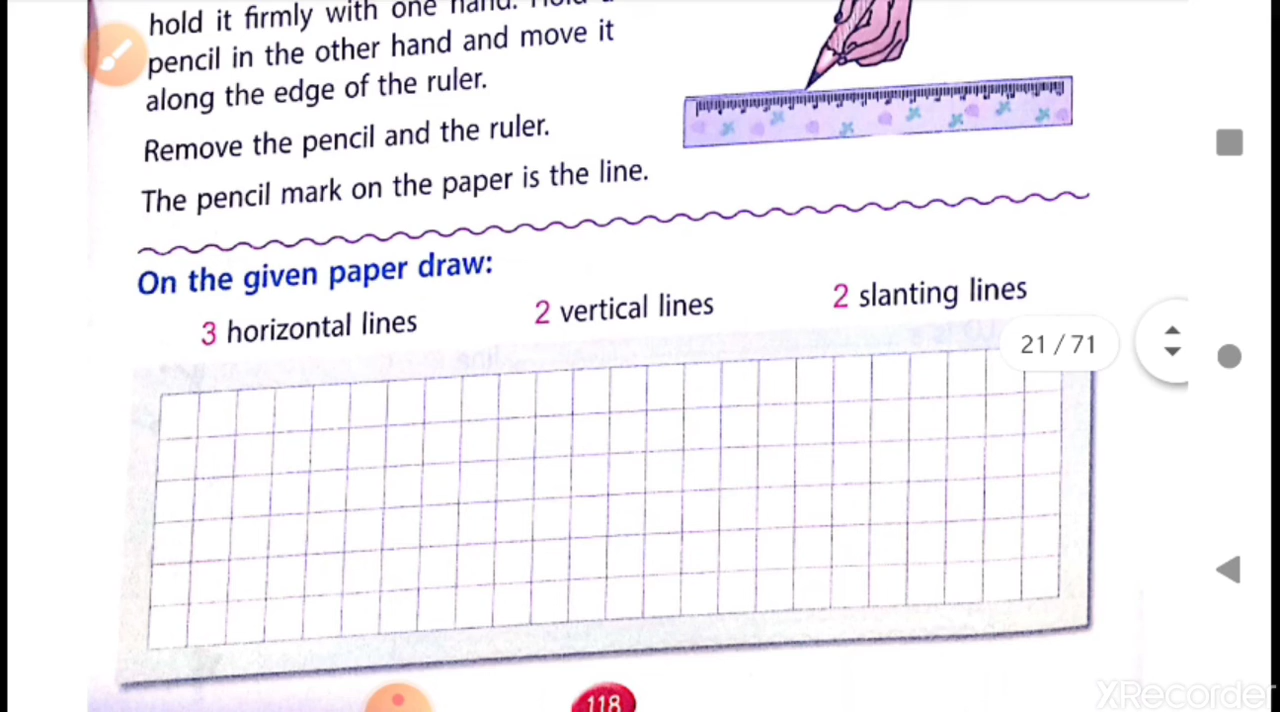 hold it firmly with one hand. Hold a
pencil in the other hand and move it
along the edge of the ruler.
Remove the pencil and the ruler.
The pencil mark on the paper is the line.
On the given paper draw:
3 horizontal lines
2 vertical lines
2 slanting lines
21 / 71
118
XRecorder